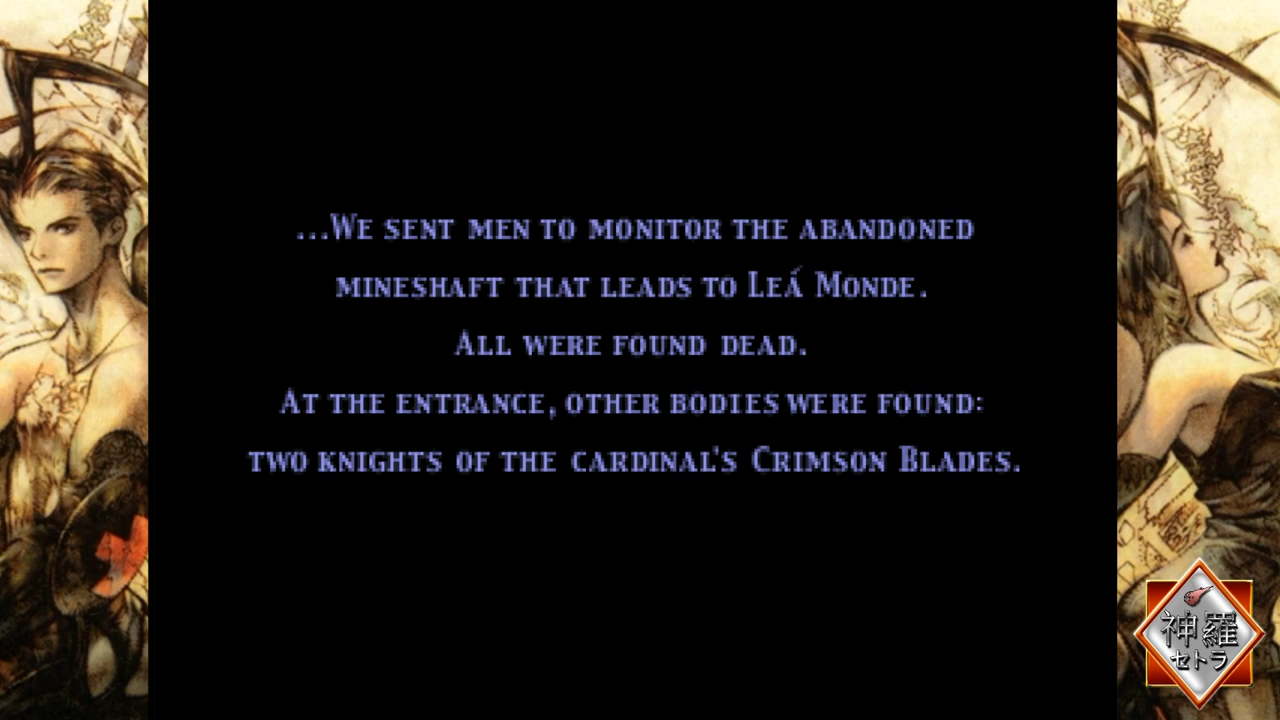 ...We sent men to monitor the abandoned
mineshaft that leads to Leá Monde.
All were found dead.
At the entrance, other bodies were found:
two knights of the cardinal's Crimson Blades.
神羅
セトラ